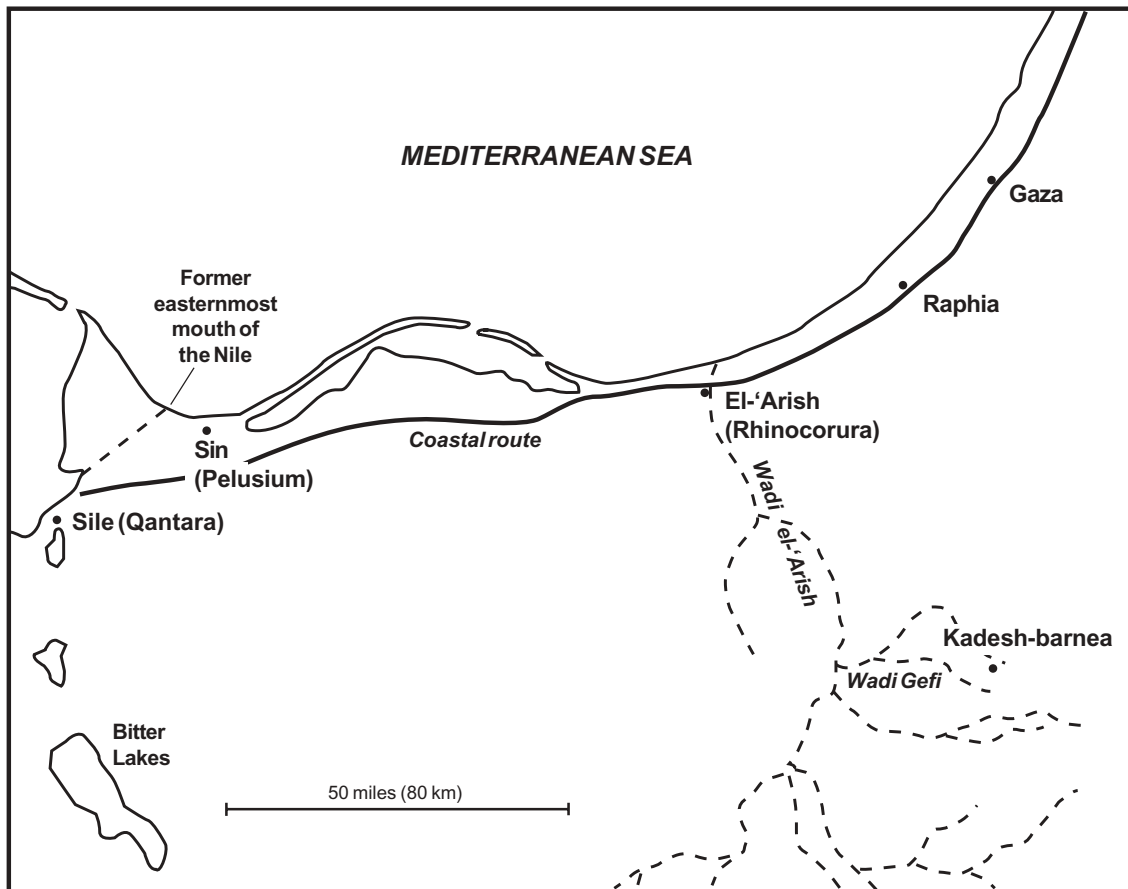 MEDITERRANEAN SEA
Gaza
Former
easternmost
mouth of
the Nile
Raphia
El-‘Arish
(Rhinocorura)
Coastal route
Sin
(Pelusium)
Sile (Qantara)
Wadi
el-‘Arish
Kadesh-barnea
Wadi Gefi
Bitter
Lakes
50 miles (80 km)